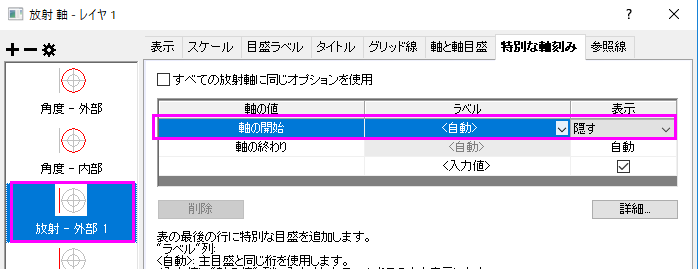 放射 軸 - レイヤ 1
? ×
表示 スケール 目盛ラベル タイトル グリッド線 軸と軸目盛 特別な軸刻み 参照線
すべての放射軸に同じオプションを使用
角度 - 外部
角度 - 内部
放射 - 外部 1
軸の値 ラベル 表示
軸の開始 <自動> 隠す
軸の終わり <自動> 自動
<入力値>
削除 詳細...
表の最後の行に特別な目盛を追加します。
"ラベル"列:
<自動>: 主目盛と同じ桁を使用します。